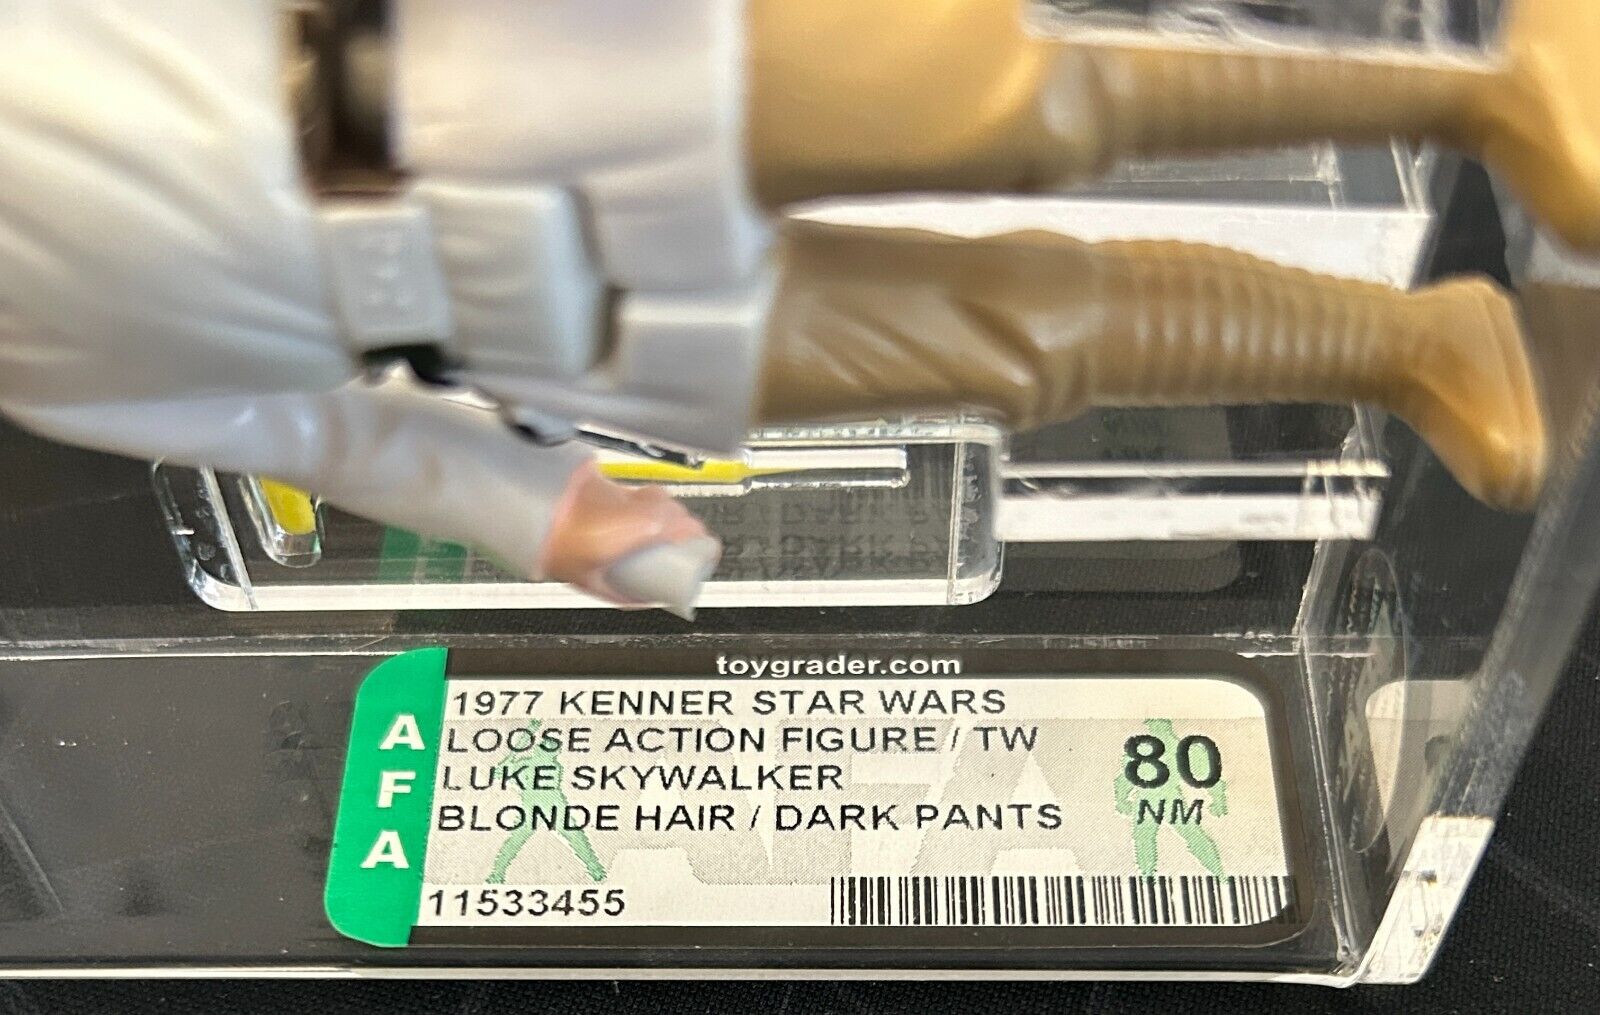 toygrader.com
AFA
1977 KENNER STAR WARS
LOOSE ACTION FIGURE / TW
LUKE SKYWALKER
BLONDE HAIR / DARK PANTS
80
NM
11533455